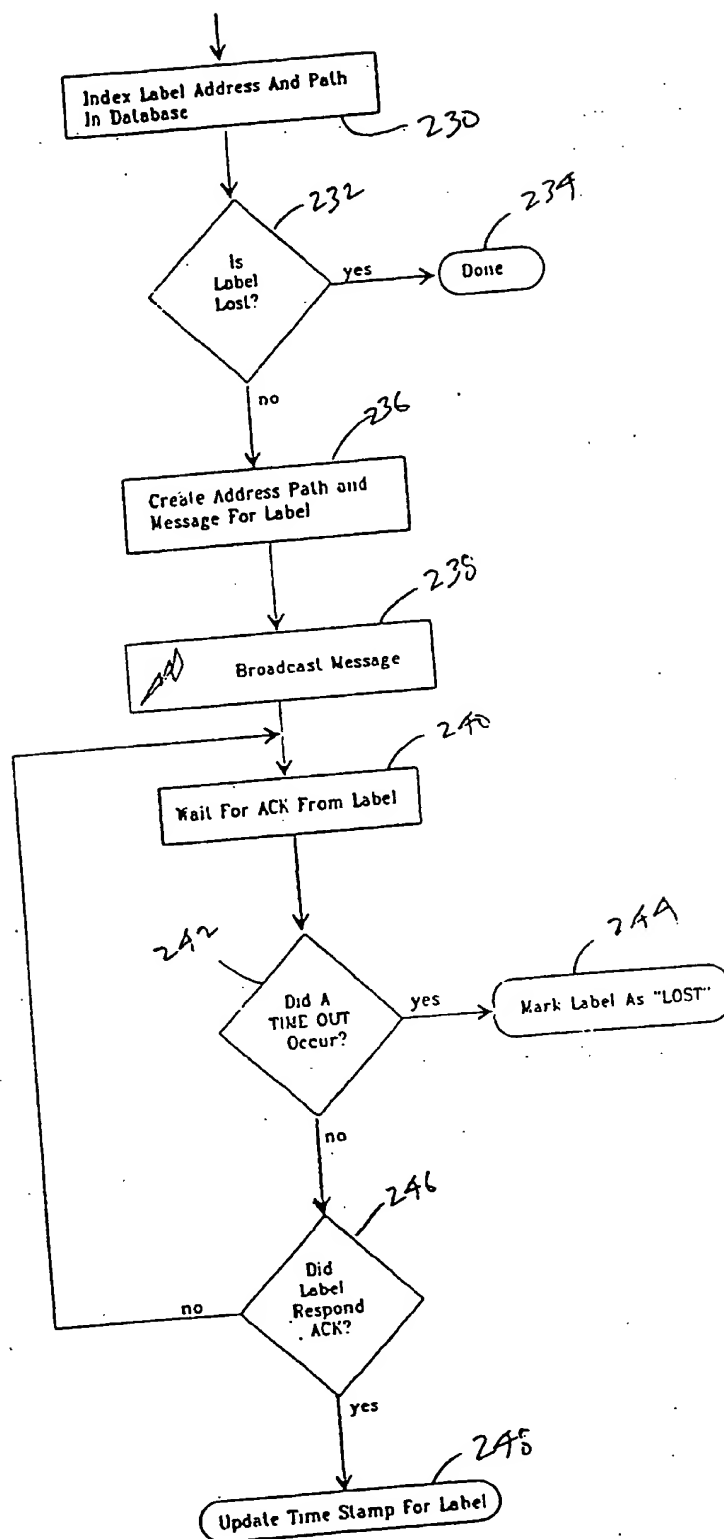 Index Label Address And Path
In Database
230
232
234
Is
Label
Lost?
yes
Done
no
236
Create Address Path and
Message For Label
238
Broadcast Message
240
Wait For ACK From Label
242
244
Did A
TIME OUT
Occur?
yes
Mark Label As "LOST"
no
246
Did
Label
Respond
ACK?
no
yes
248
Update Time Stamp For Label